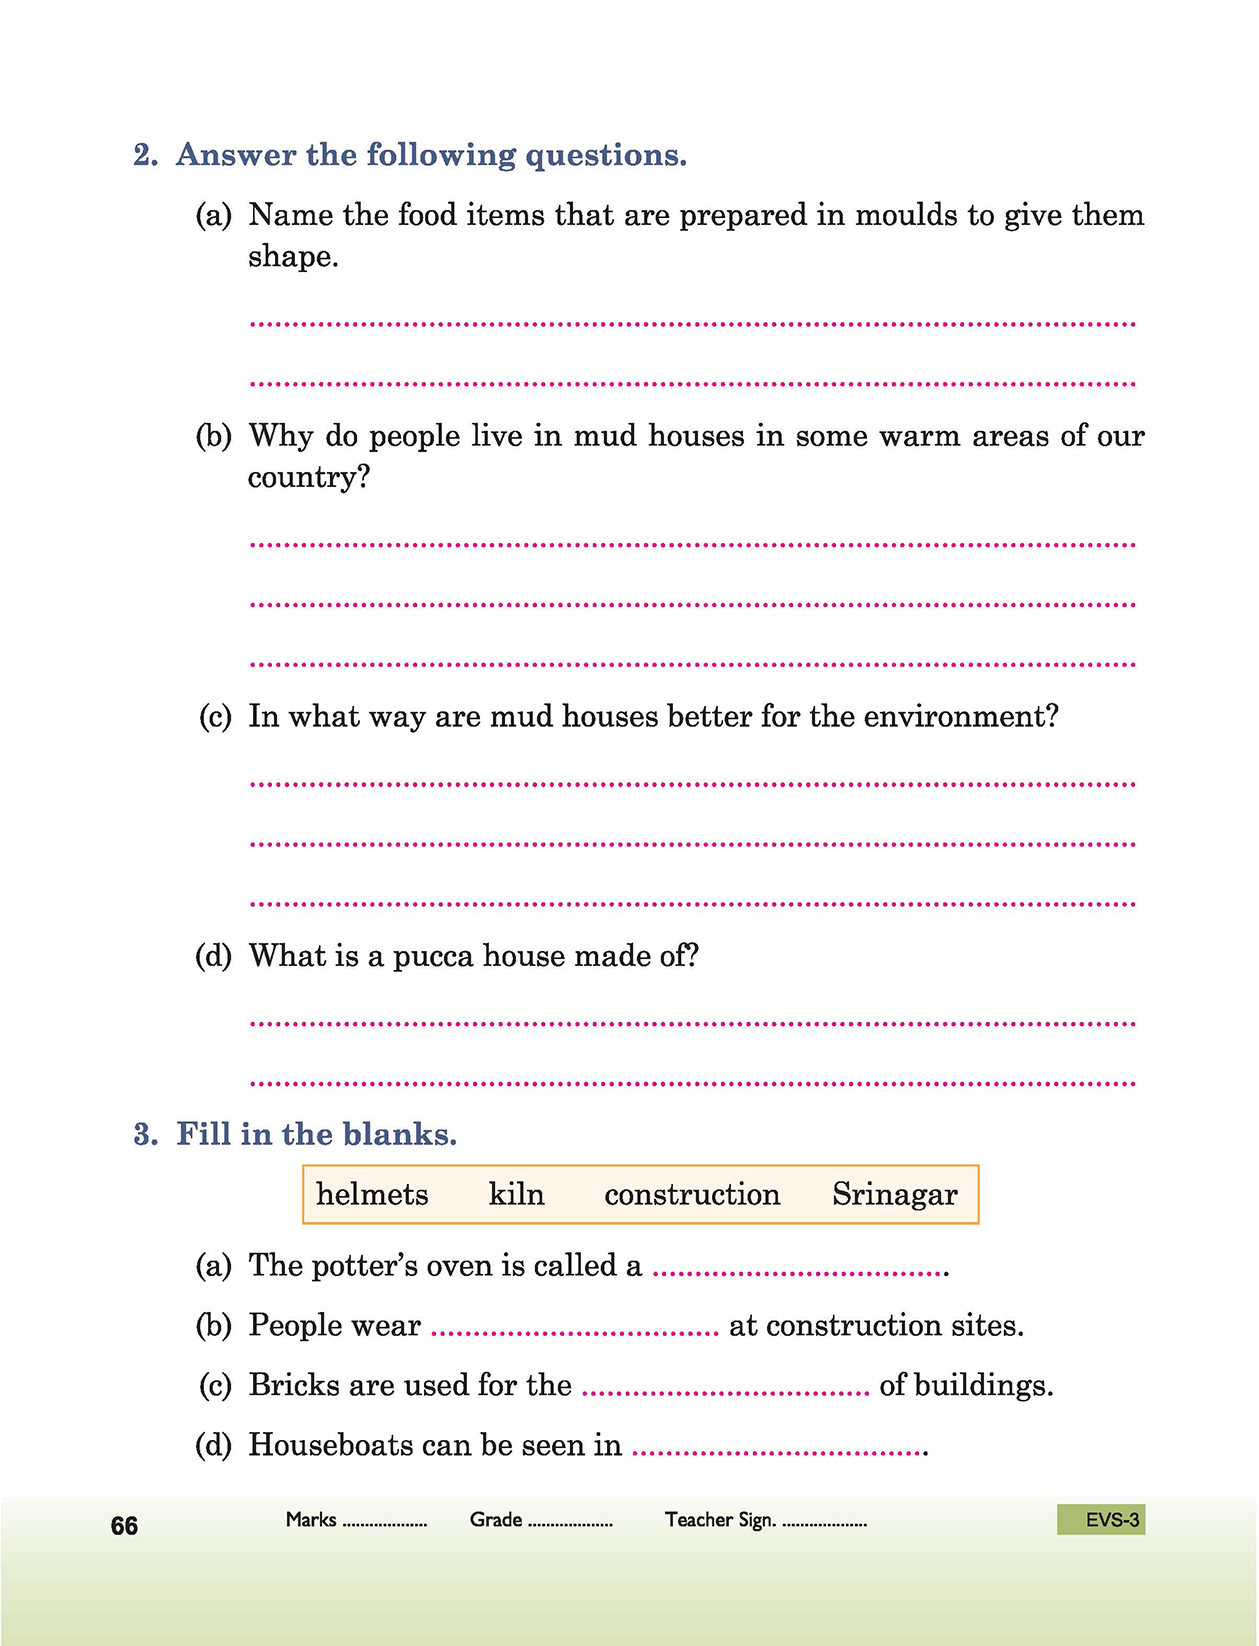 2. Answer the following questions.
(a) Name the food items that are prepared in moulds to give them
shape.
(b) Why do people live in mud houses in some warm areas of our
country?
(c) In what way are mud houses better for the environment?
(d) What is a pucca house made of?
3. Fill in the blanks.
helmets kiln construction Srinagar
(a) The potter’s oven is called a ..................................
(b) People wear .................................. at construction sites.
(c) Bricks are used for the .................................. of buildings.
(d) Houseboats can be seen in ..................................
66 Marks ................... Grade ................... Teacher Sign. ................... EVS-3